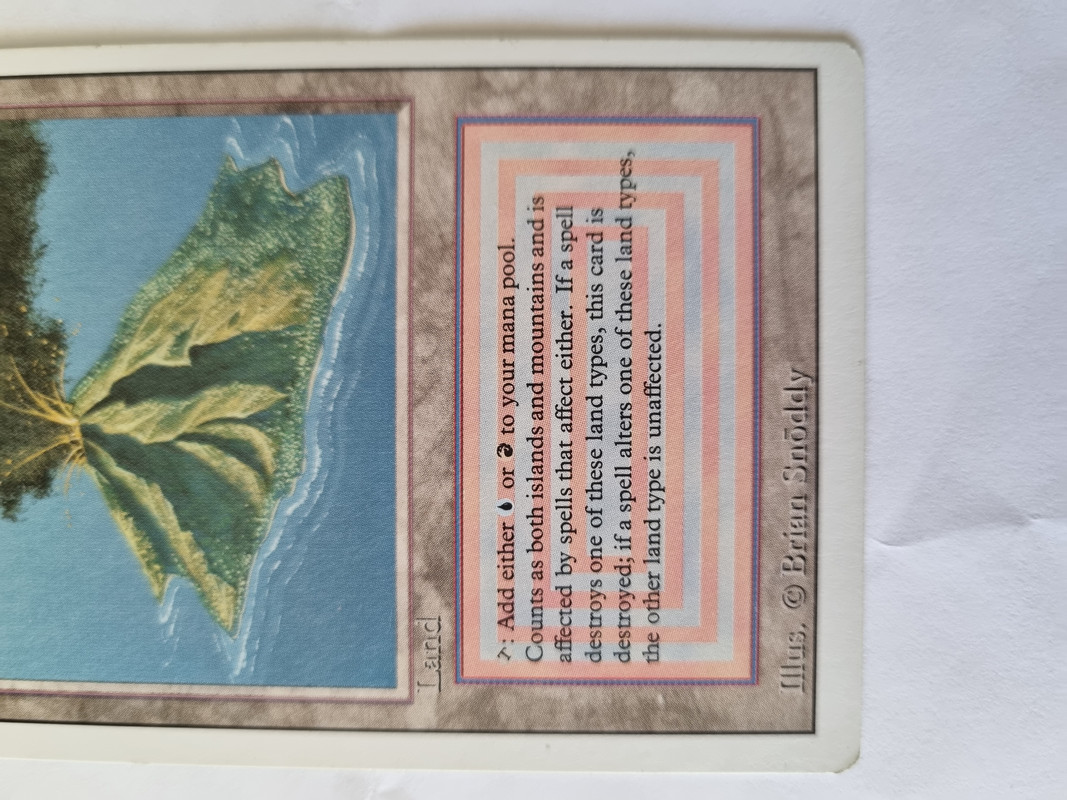 Land
: Add either or to your mana pool.
Counts as both islands and mountains and is
affected by spells that affect either. If a spell
destroys one of these land types, this card is
destroyed; if a spell alters one of these land types,
the other land type is unaffected.
Illus. © Brian Snōddy